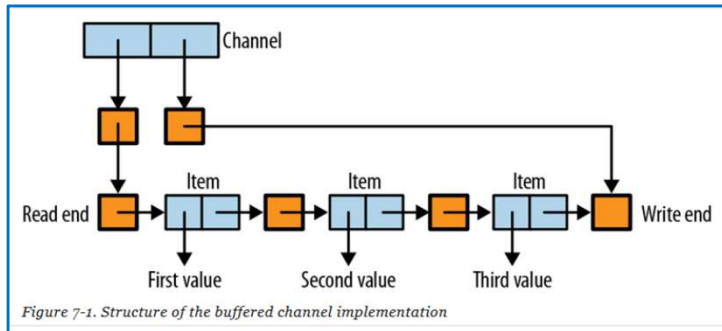 Channel
Item Item Item
Read end Write end
First value Second value Third value
Figure 7-1. Structure of the buffered channel implementation